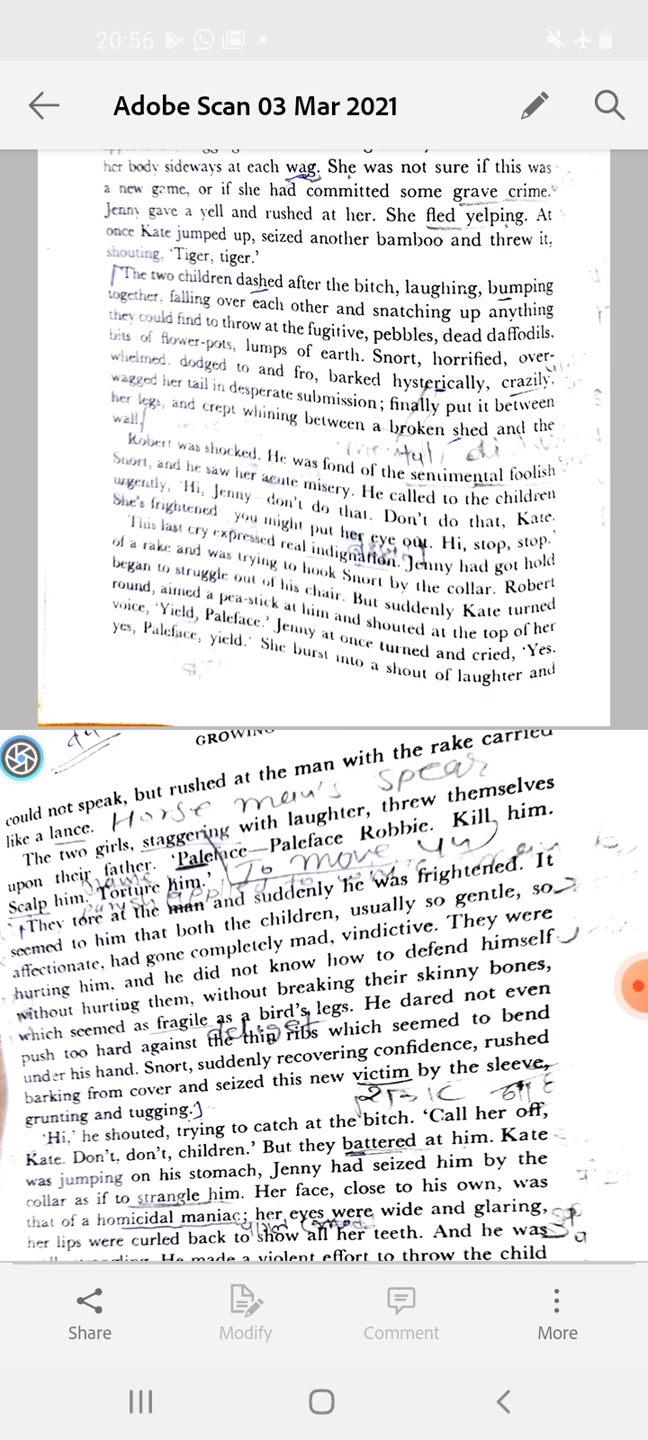 20:56
Adobe Scan 03 Mar 2021
her body sideways at each wag. She was not sure if this was
a new game, or if she had committed some grave crime.
Jenny gave a yell and rushed at her. She fled yelping. At
once Kate jumped up, seized another bamboo and threw it,
shouting, 'Tiger, tiger.'
The two children dashed after the bitch, laughing, bumping
together, falling over each other and snatching up anything
they could find to throw at the fugitive, pebbles, dead daffodils,
bits of flower-pots, lumps of earth. Snort, horrified, over-
whelmed, dodged to and fro, barked hysterically, crazily,
wagged her tail in desperate submission; finally put it between
her legs, and crept whining between a broken shed and the
wall.
Robert was shocked. He was fond of the sentimental foolish
Snort, and he saw her acute misery. He called to the children
urgently, 'Hi, Jenny don't do that. Don't do that, Kate.
She's frightened you might put her eye out. Hi, stop, stop.'
This last cry expressed real indignation. Jenny had got hold
of a rake and was trying to hook Snort by the collar. Robert
began to struggle out of his chair. But suddenly Kate turned
round, aimed a pea-stick at him and shouted at the top of her
voice, 'Yield, Paleface.' Jenny at once turned and cried, 'Yes.
yes, Paleface, yield.' She burst into a shout of laughter and
GROWING
could not speak, but rushed at the man with the rake carried
like a lance. Horse man's spear
The two girls, staggering with laughter, threw themselves
upon their father. 'Paleface—Paleface Robbie. Kill him.
Scalp him. Torture him.' To move
They tore at the man and suddenly he was frightened. It
seemed to him that both the children, usually so gentle, so
affectionate, had gone completely mad, vindictive. They were
hurting him, and he did not know how to defend himself
without hurting them, without breaking their skinny bones,
which seemed as fragile as a bird's legs. He dared not even
push too hard against the thin ribs which seemed to bend
under his hand. Snort, suddenly recovering confidence, rushed
barking from cover and seized this new victim by the sleeve,
grunting and tugging.
'Hi,' he shouted, trying to catch at the bitch. 'Call her off,
Kate. Don't, don't, children.' But they battered at him. Kate
was jumping on his stomach, Jenny had seized him by the
collar as if to strangle him. Her face, close to his own, was
that of a homicidal maniac; her eyes were wide and glaring,
her lips were curled back to show all her teeth. And he was
He made a violent effort to throw the child
Share
Modify
Comment
More